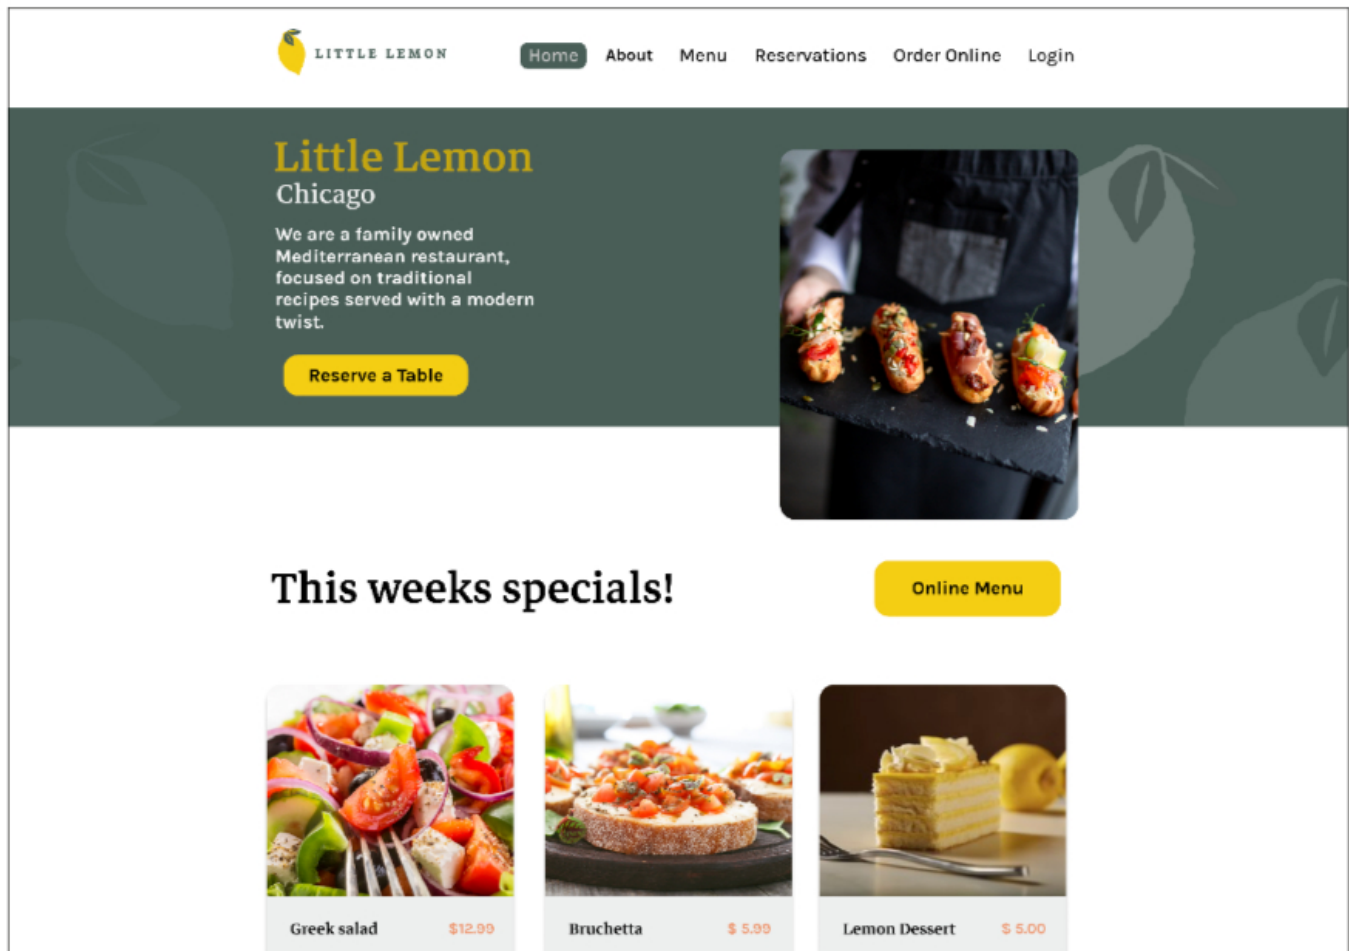 LITTLE LEMON
Home About Menu Reservations Order Online Login
Little Lemon
Chicago
We are a family owned
Mediterranean restaurant,
focused on traditional
recipes served with a modern
twist.
Reserve a Table
This weeks specials!
Online Menu
Greek salad $12.99
Bruchetta $ 5.99
Lemon Dessert $ 5.00